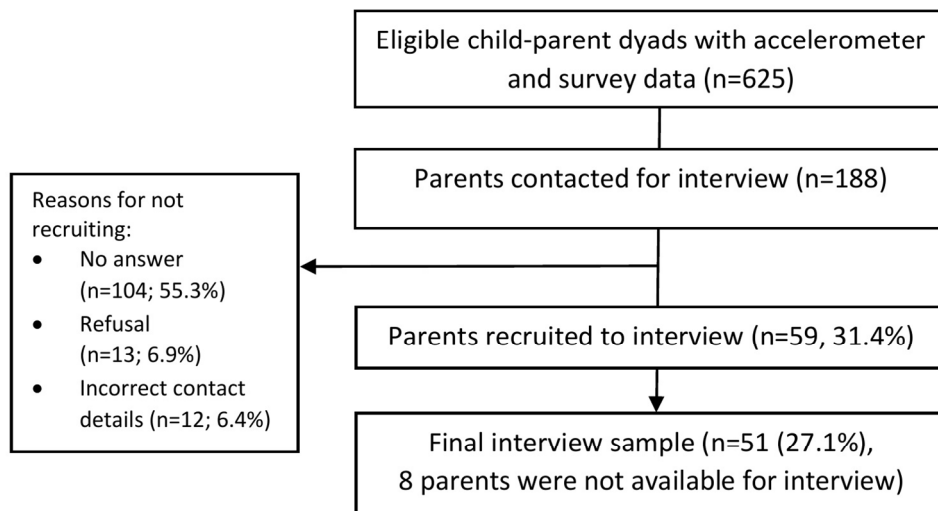 Eligible child-parent dyads with accelerometer
and survey data (n=625)
Parents contacted for interview (n=188)
Reasons for not
recruiting:
• No answer
(n=104; 55.3%)
• Refusal
(n=13; 6.9%)
• Incorrect contact
details (n=12; 6.4%)
Parents recruited to interview (n=59, 31.4%)
Final interview sample (n=51 (27.1%),
8 parents were not available for interview)